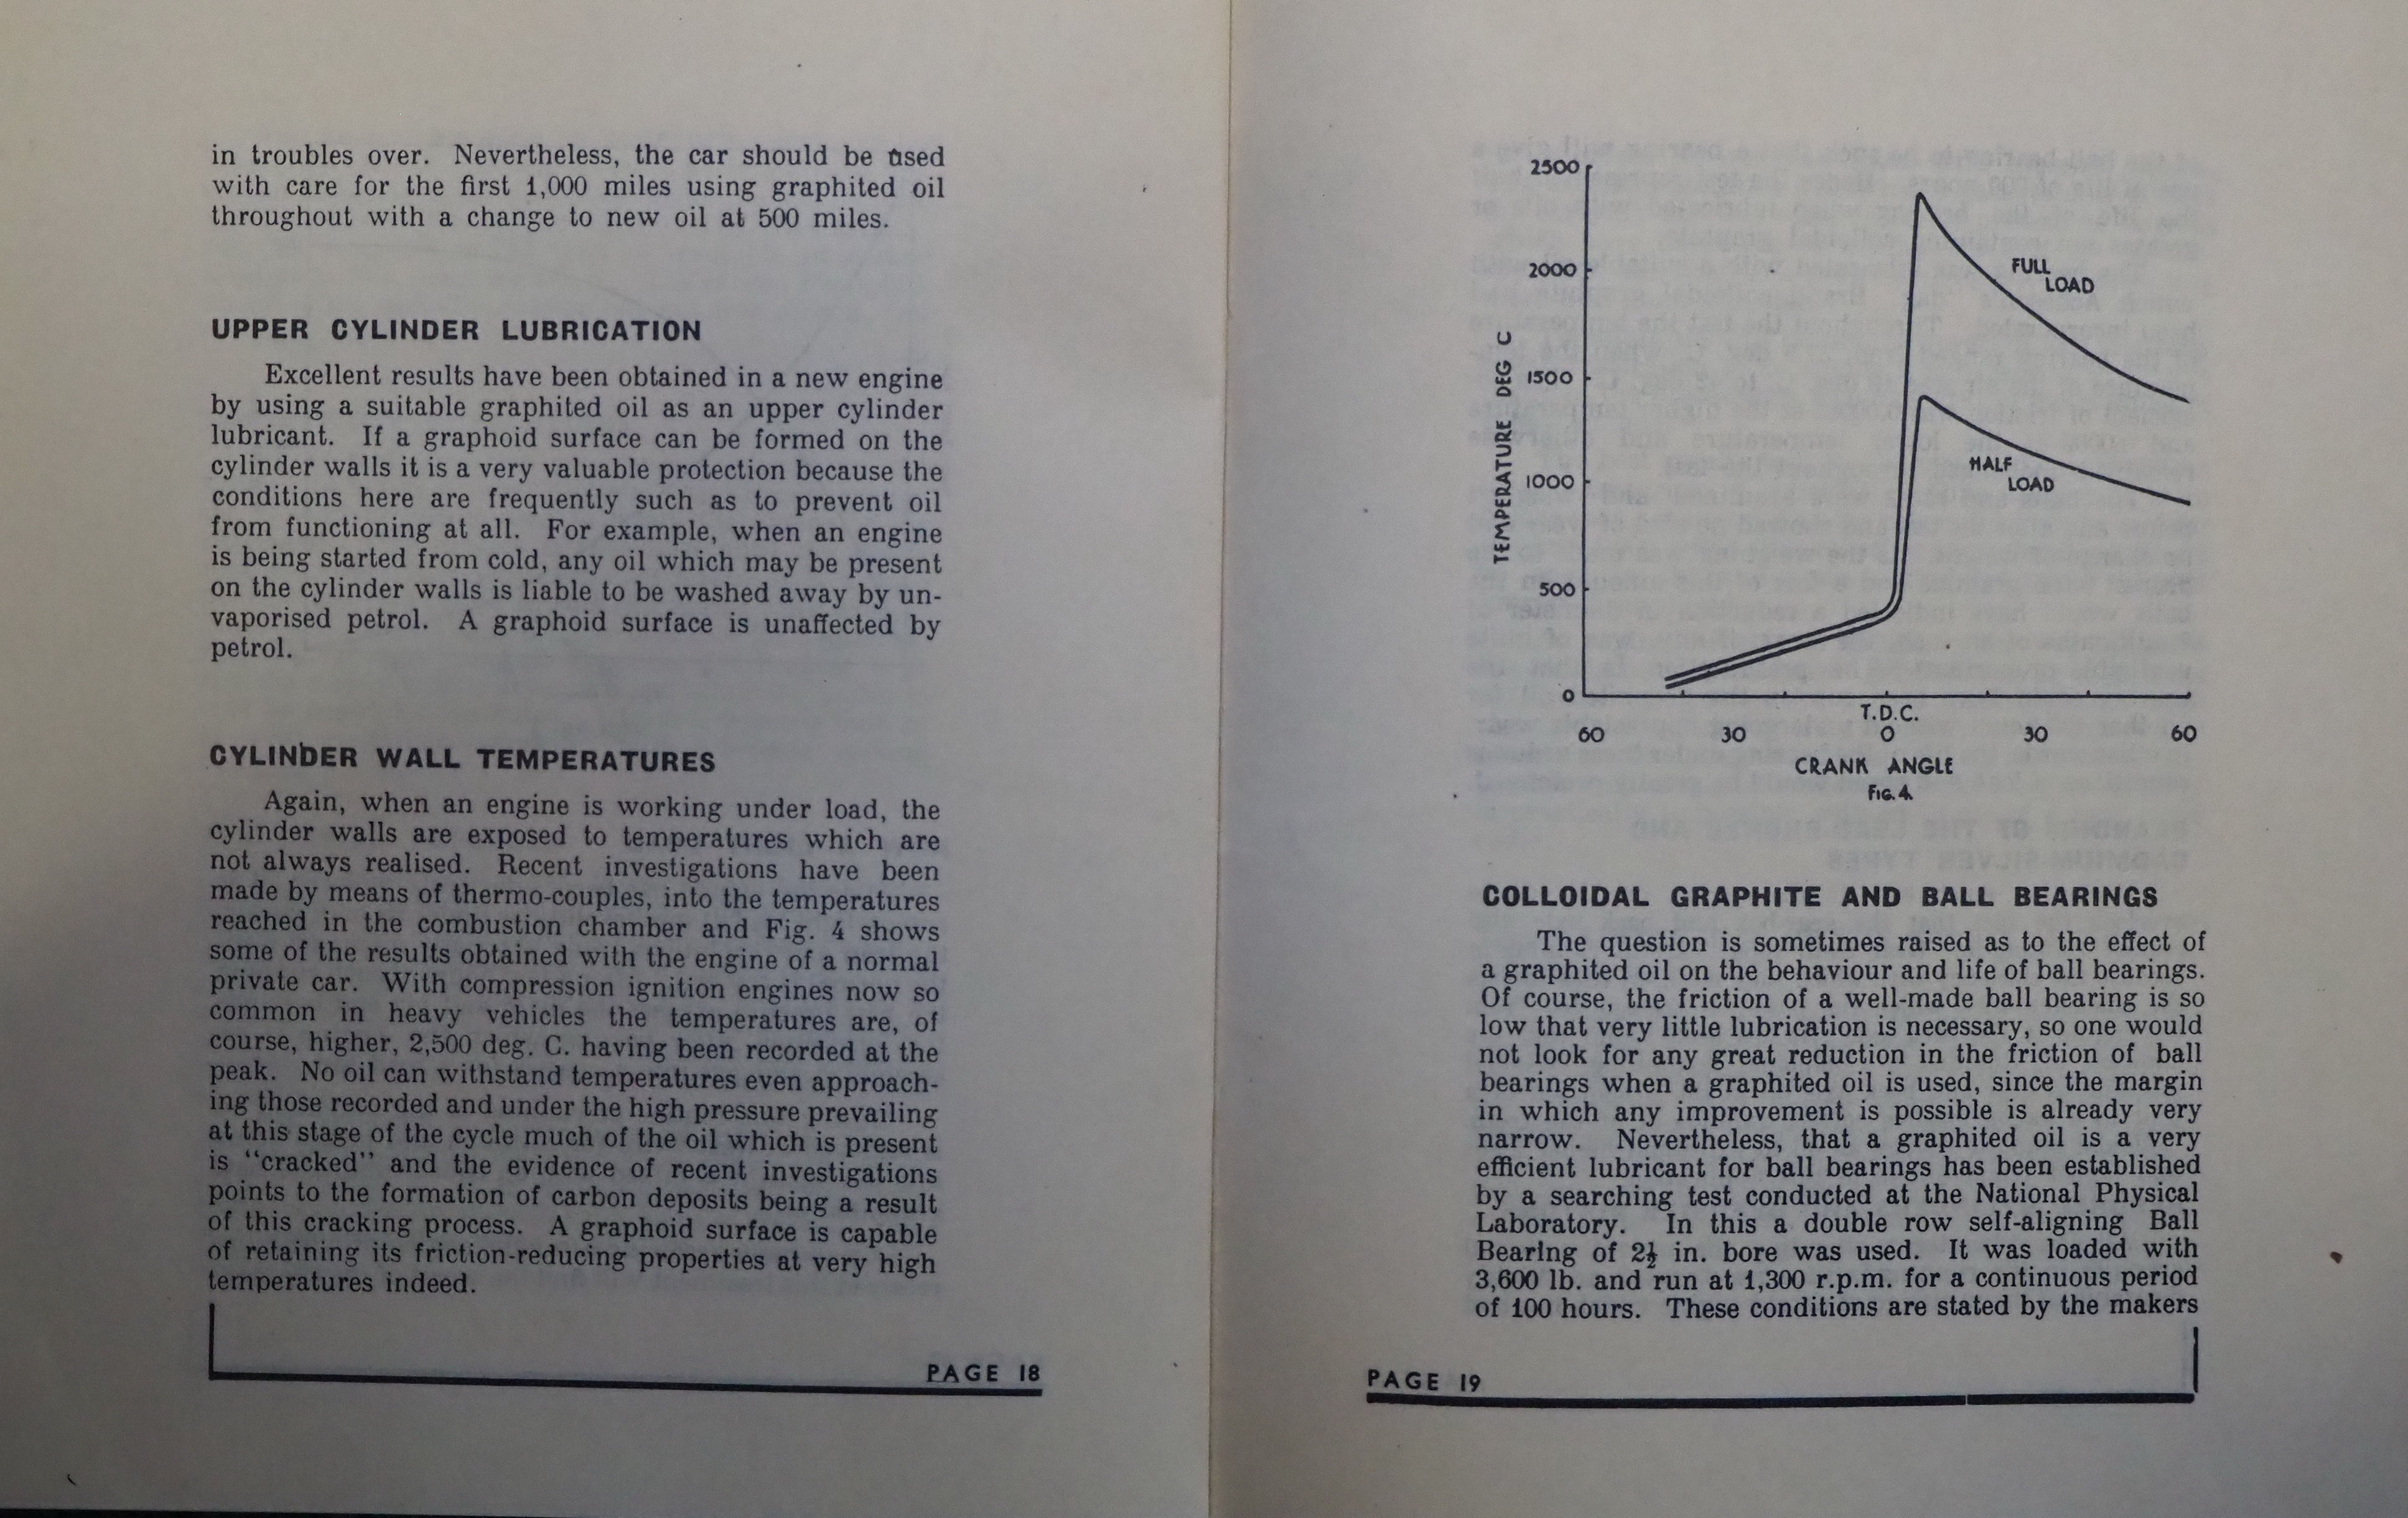 in troubles over. Nevertheless, the car should be used
with care for the first 1,000 miles using graphited oil
throughout with a change to new oil at 500 miles.
UPPER CYLINDER LUBRICATION
Excellent results have been obtained in a new engine
by using a suitable graphited oil as an upper cylinder
lubricant. If a graphoid surface can be formed on the
cylinder walls it is a very valuable protection because the
conditions here are frequently such as to prevent oil
from functioning at all. For example, when an engine
is being started from cold, any oil which may be present
on the cylinder walls is liable to be washed away by un-
vaporised petrol. A graphoid surface is unaffected by
petrol.
CYLINDER WALL TEMPERATURES
Again, when an engine is working under load, the
cylinder walls are exposed to temperatures which are
not always realised. Recent investigations have been
made by means of thermo-couples, into the temperatures
reached in the combustion chamber and Fig. 4 shows
some of the results obtained with the engine of a normal
private car. With compression ignition engines now so
common in heavy vehicles the temperatures are, of
course, higher, 2,500 deg. C. having been recorded at the
peak. No oil can withstand temperatures even approach-
ing those recorded and under the high pressure prevailing
at this stage of the cycle much of the oil which is present
is "cracked" and the evidence of recent investigations
points to the formation of carbon deposits being a result
of this cracking process. A graphoid surface is capable
of retaining its friction-reducing properties at very high
temperatures indeed.
PAGE 18
TEMPERATURE DEG C
2500
2000
1500
1000
500
0
FULL
LOAD
HALF
LOAD
T.D.C.
60 30 0 30 60
CRANK ANGLE
FIG. 4.
COLLOIDAL GRAPHITE AND BALL BEARINGS
The question is sometimes raised as to the effect of
a graphited oil on the behaviour and life of ball bearings.
Of course, the friction of a well-made ball bearing is so
low that very little lubrication is necessary, so one would
not look for any great reduction in the friction of ball
bearings when a graphited oil is used, since the margin
in which any improvement is possible is already very
narrow. Nevertheless, that a graphited oil is a very
efficient lubricant for ball bearings has been established
by a searching test conducted at the National Physical
Laboratory. In this a double row self-aligning Ball
Bearing of 2½ in. bore was used. It was loaded with
3,600 lb. and run at 1,300 r.p.m. for a continuous period
of 100 hours. These conditions are stated by the makers
PAGE 19